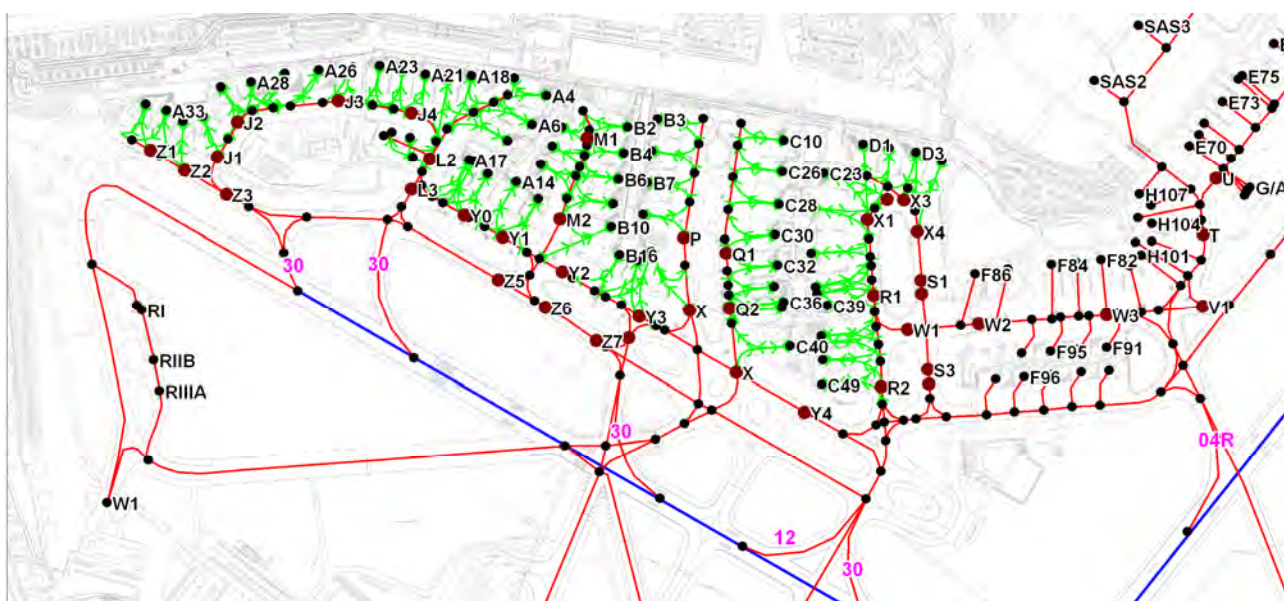 SAS3
A26
A23
A21
A18
A28
A4
E75
SAS2
E73
A33
J3
J4
J2
A6
B3
B2
M1
C10
D1
D3
E70
Z1
J1
L2
A17
B4
Z2
C26
C23
U
G/A
Z3
L3
A14
B6
B7
H107
X3
Y0
M2
C28
X1
H104
Y1
B10
P
C30
X4
T
B16
Q1
H101
30
30
Z5
Y2
C32
F86
F84
F82
S1
RI
Z6
Y3
X
Q2
C36
C39
R1
W2
W3
V1
W1
Z7
RIIB
C40
F95
F91
RIIIA
X
C49
R2
S3
F96
Y4
30
04R
W1
12
30